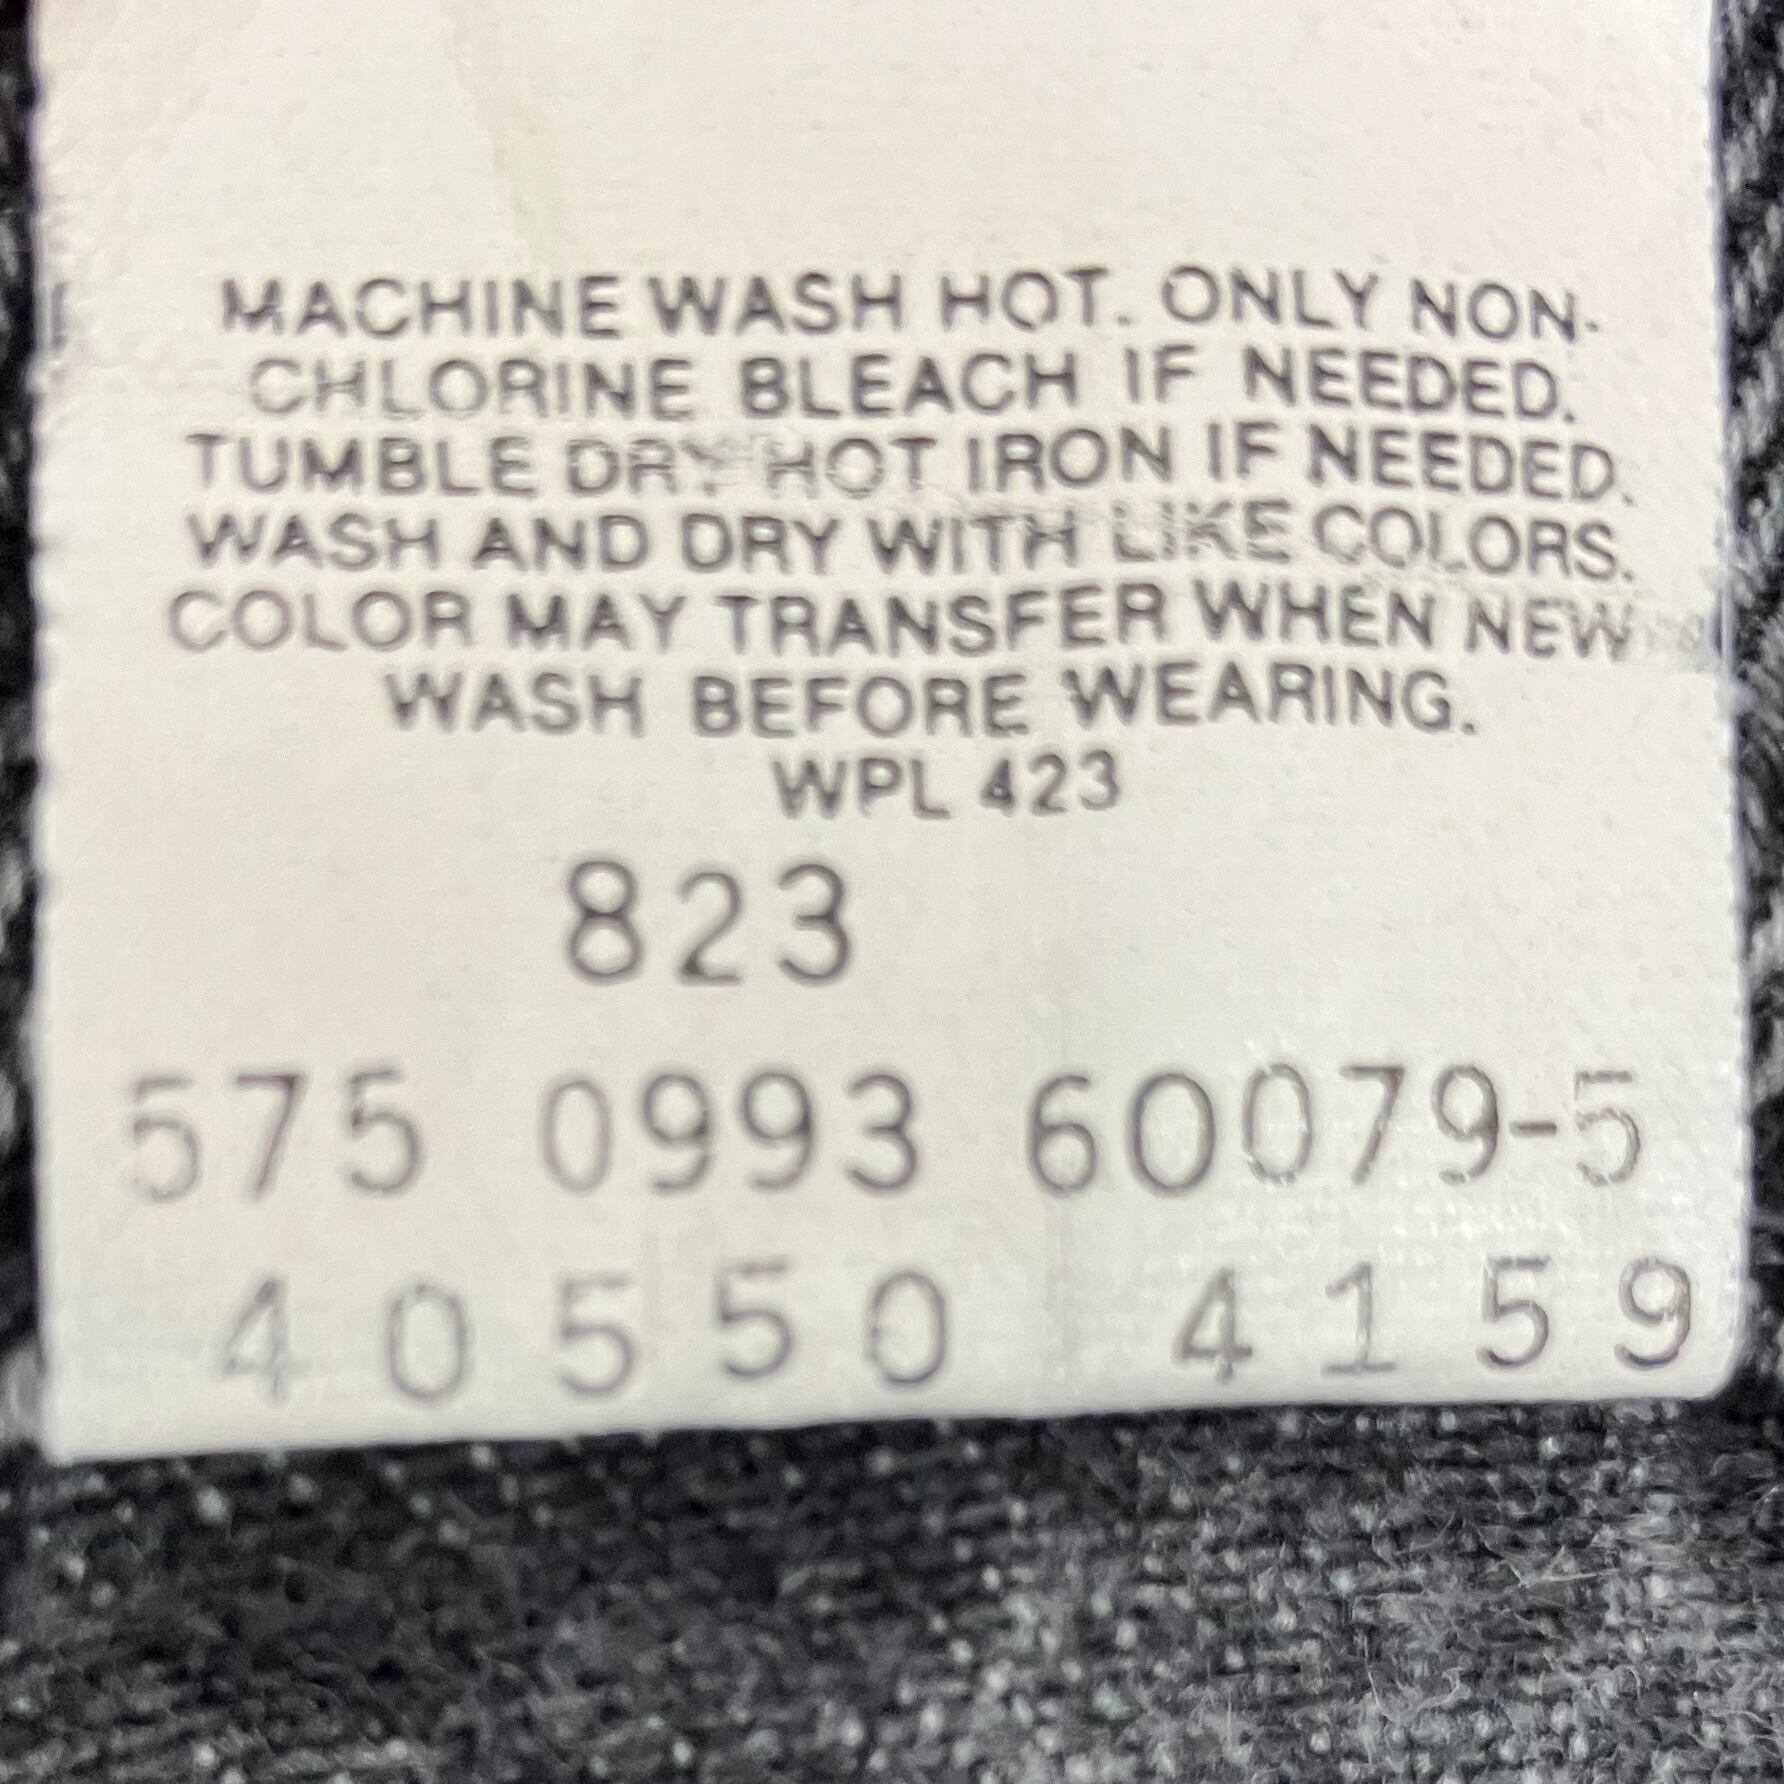 MACHINE WASH HOT. ONLY NON-
CHLORINE BLEACH IF NEEDED.
TUMBLE DRY HOT IRON IF NEEDED.
WASH AND DRY WITH LIKE COLORS.
COLOR MAY TRANSFER WHEN NEW
WASH BEFORE WEARING.
WPL 423
823
575 0993 60079-5
40550 4159